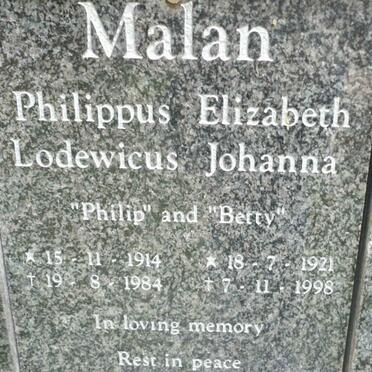 Malan
Philippus Elizabeth
Lodewicus Johanna
"Philip" and "Betty"
★ 15 - 11 - 1914 ★ 18 - 7 - 1921
† 19 - 8 - 1984 † 7 - 11 - 1998
In loving memory
Rest in peace